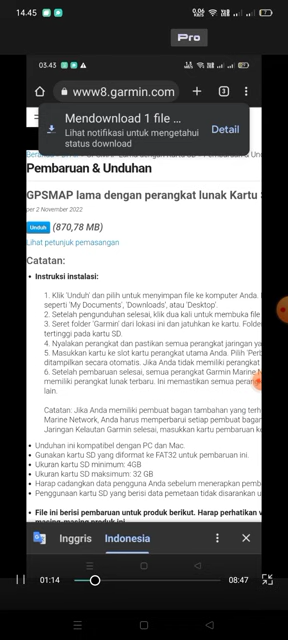 14.45
Pro
03.43
www8.garmin.com
Mendownload 1 file ...
Lihat notifikasi untuk mengetahui
status download
Detail
Pembaruan & Unduhan
GPSMAP lama dengan perangkat lunak Kartu S
per 2 November 2022
Unduh (870,78 MB)
Lihat petunjuk pemasangan
Catatan:
• Instruksi instalasi:
1. Klik 'Unduh' dan pilih untuk menyimpan file ke komputer Anda.
seperti 'My Documents', 'Downloads', atau 'Desktop'.
2. Setelah pengunduhan selesai, klik dua kali untuk membuka file
3. Seret folder 'Garmin' dari lokasi ini dan jatuhkan ke kartu. Folde
tertinggi pada kartu SD.
4. Nyalakan perangkat dan pastikan semua perangkat jaringan ya
5. Masukkan kartu ke slot kartu perangkat utama Anda. Pilih 'Perb
ditampilkan secara otomatis. Jika Anda tidak memiliki perangkat
6. Setelah pembaruan selesai, semua perangkat Garmin Marine N
memiliki perangkat lunak terbaru. Ini memastikan semua peran
lain.
Catatan: Jika Anda memiliki pembuat bagan tambahan yang terh
Marine Network, Anda harus memperbarui setiap pembuat bagan
Jaringan Kelautan Garmin selesai, masukkan kartu pembaruan ke
• Unduhan ini kompatibel dengan PC dan Mac.
• Gunakan kartu SD yang diformat ke FAT32 untuk pembaruan ini.
• Ukuran kartu SD minimum: 4GB
• Ukuran kartu SD maksimum: 32 GB
• Harap cadangkan data pengguna Anda sebelum menerapkan pemb
• Penggunaan kartu SD yang berisi data pemetaan tidak disarankan u
• File ini berisi pembaruan untuk produk berikut. Harap perhatikan v
masing-masing produk ini
Inggris
Indonesia
01:14
08:47